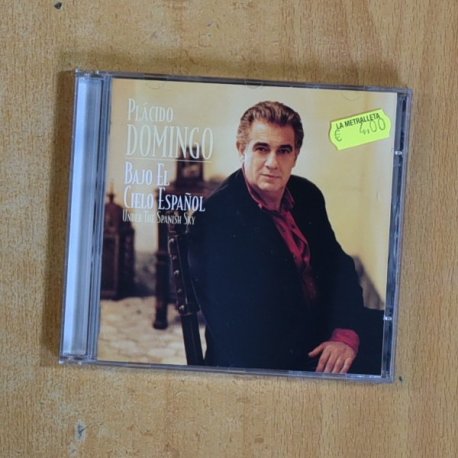 PLÁCIDO
DOMINGO
BAJO EL
CIELO ESPAÑOL
UNDER THE SPANISH SKY
LA METRALLETA
€ 4,00